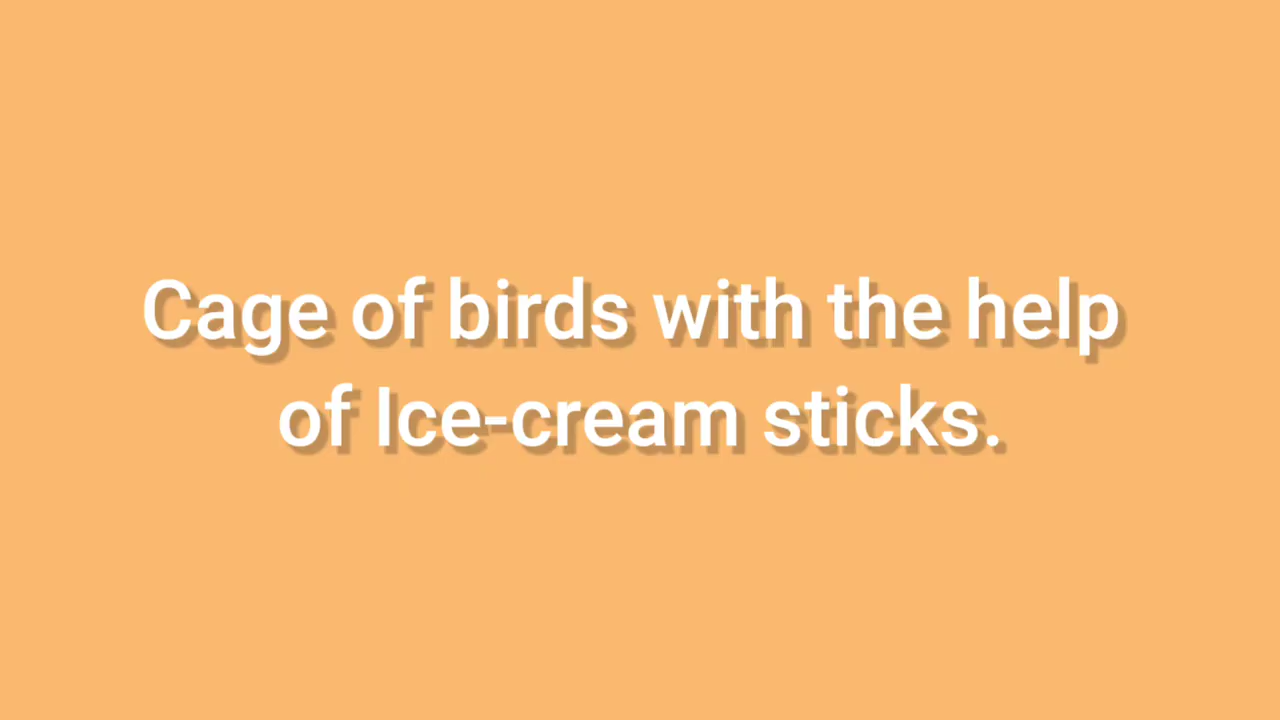 Cage of birds with the help
of Ice-cream sticks.